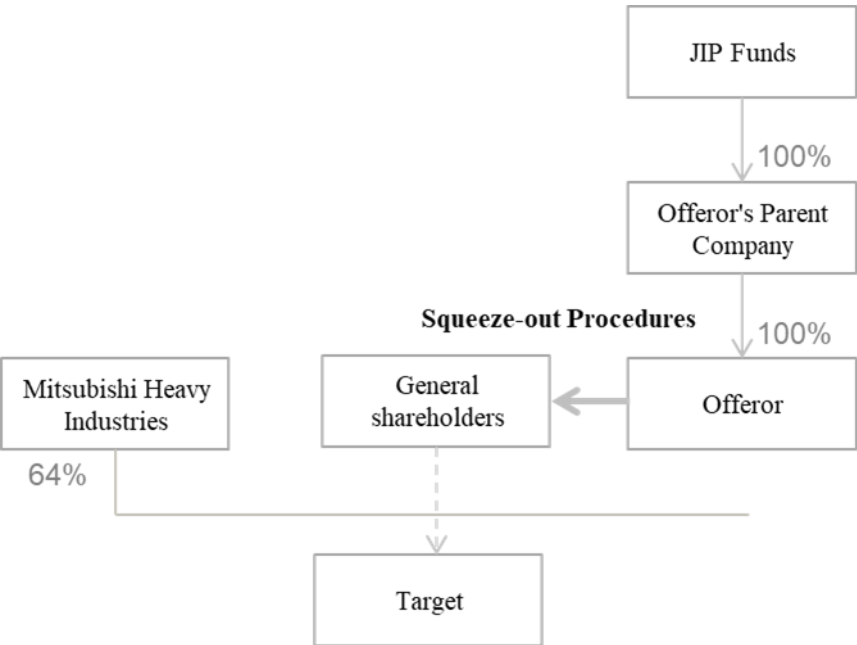 JIP Funds
100%
Offeror's Parent
Company
Squeeze-out Procedures
100%
Mitsubishi Heavy
Industries
General
shareholders
Offeror
64%
Target